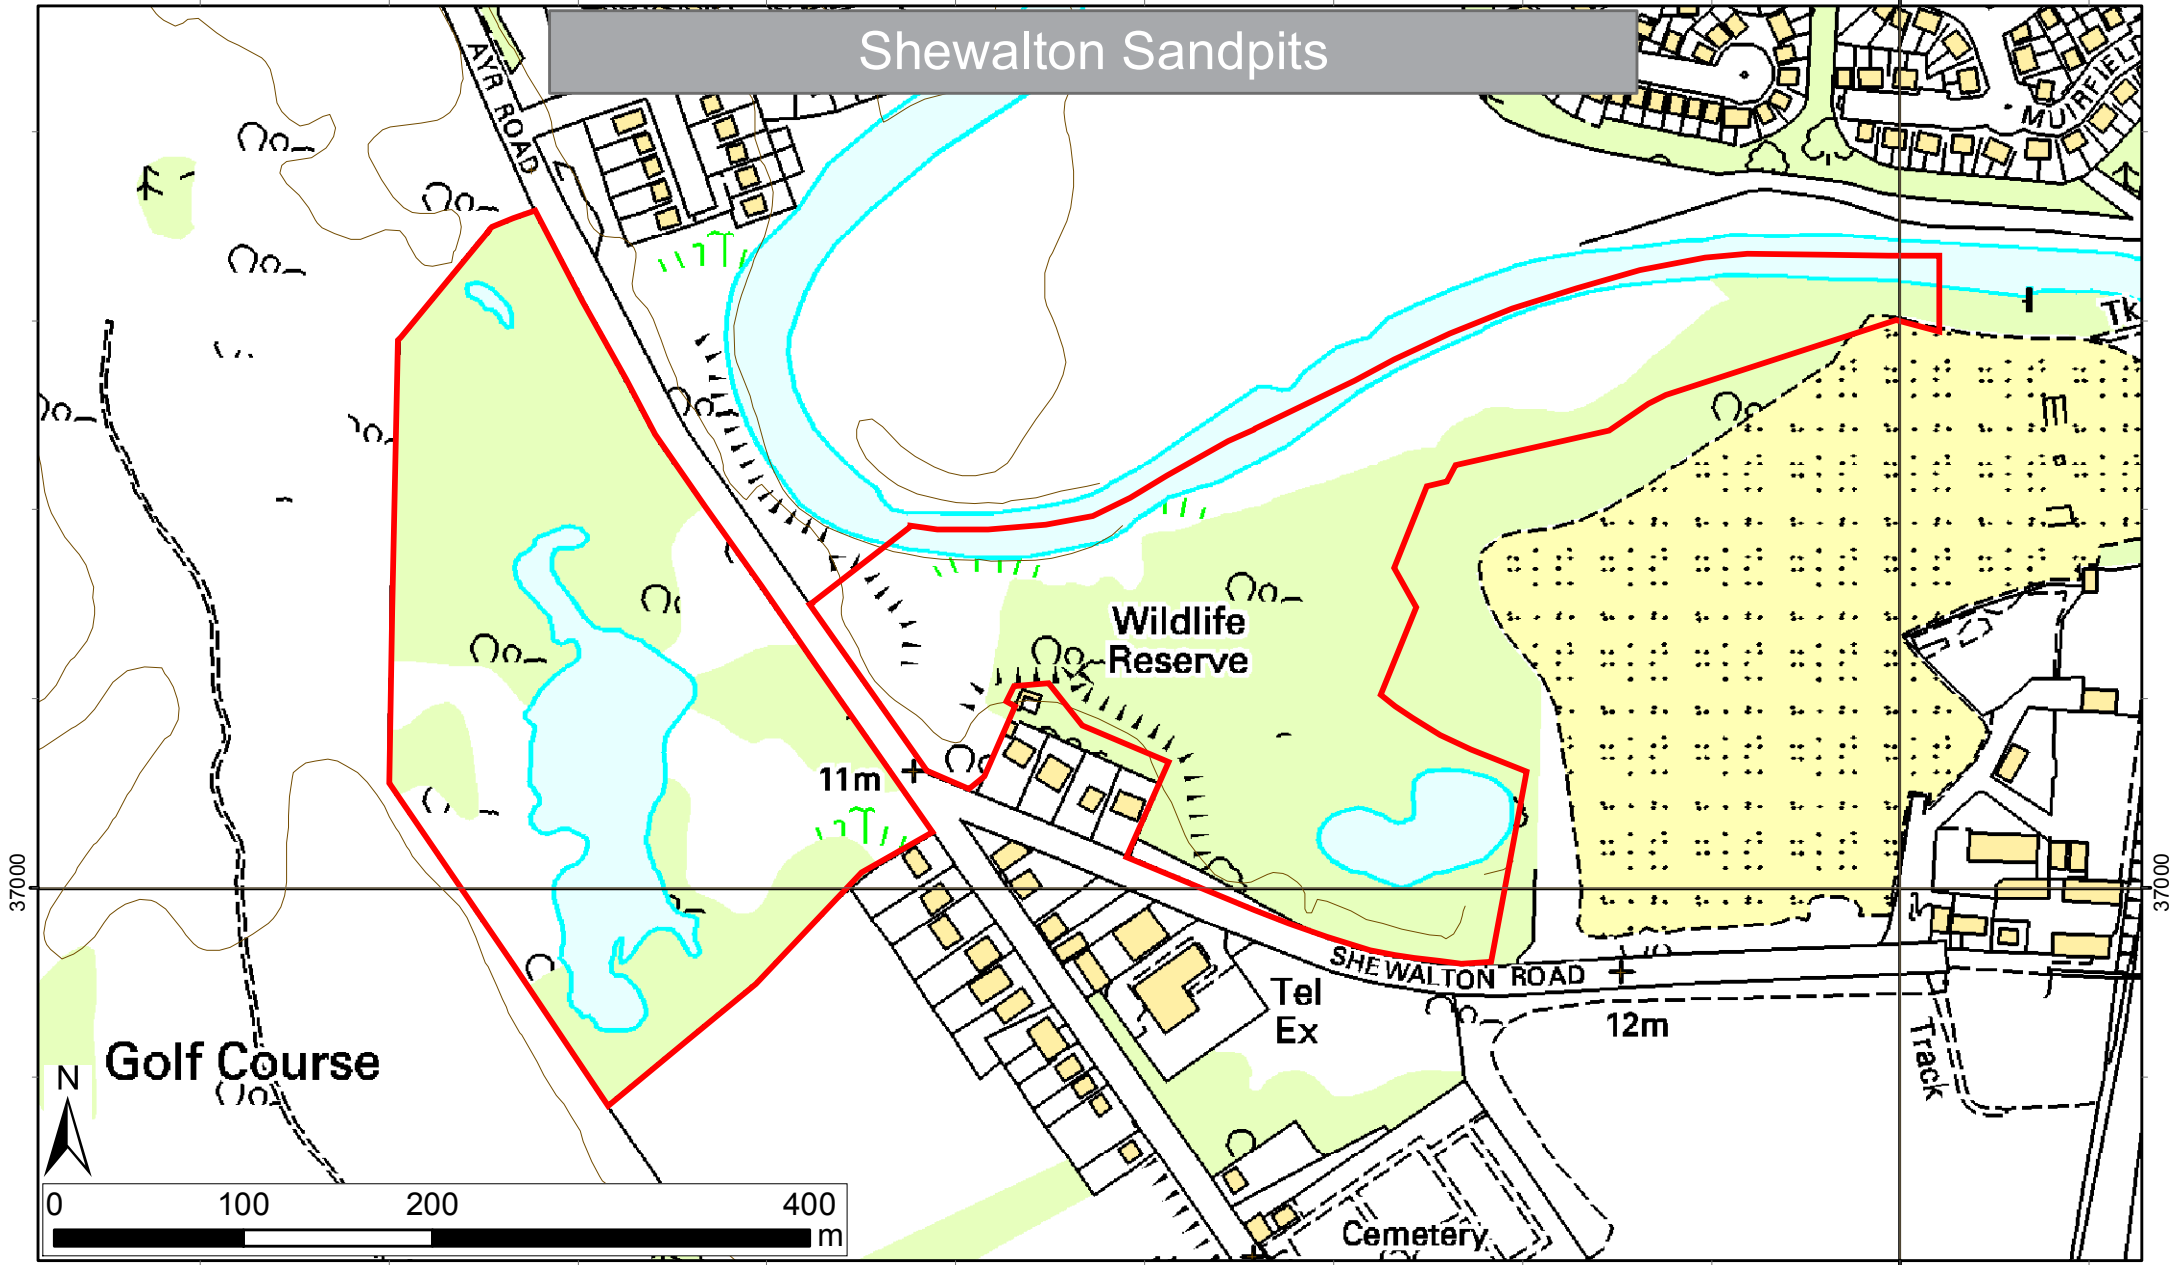 Shewalton Sandpits
AYR ROAD
MUIRFIEL
Tk
Wildlife
Reserve
11m
37000
37000
SHEWALTON ROAD
Tel
Ex
12m
Track
Golf Course
N
0 100 200 400
m
Cemetery